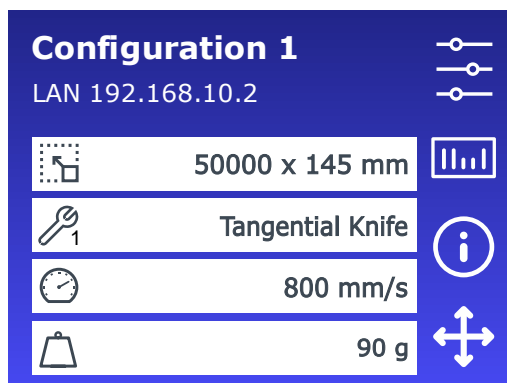 Configuration 1
LAN 192.168.10.2
50000 x 145 mm
1
Tangential Knife
800 mm/s
90 g